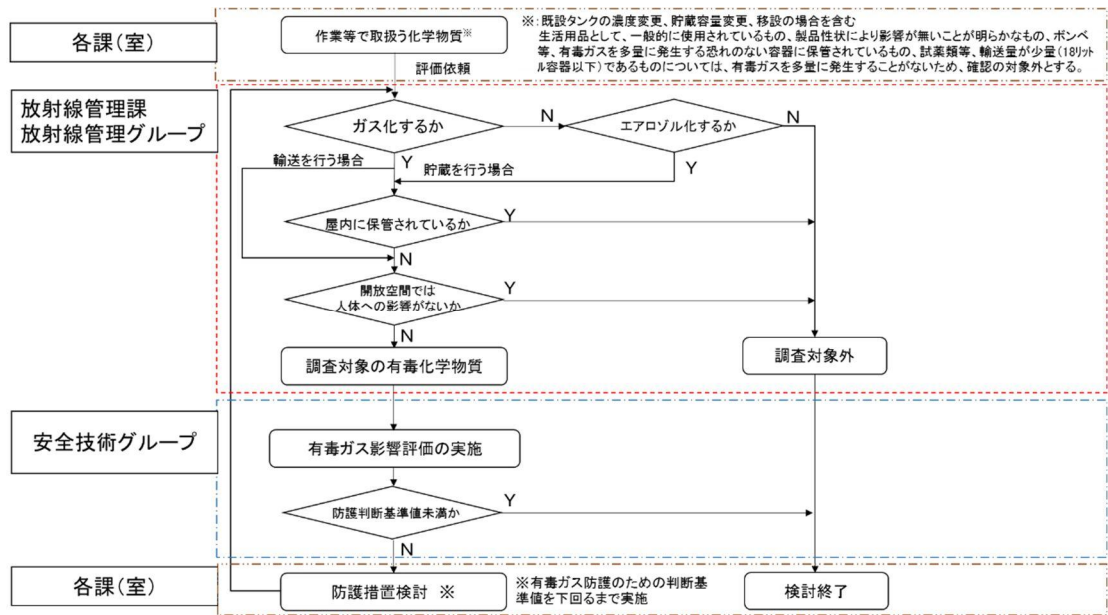 各課(室)
作業等で取扱う化学物質※
※:既設タンクの濃度変更、貯蔵容量変更、移設の場合を含む
生活用品として、一般的に使用されているもの、製品性状により影響が無いことが明らかなもの、ボンベ
等、有毒ガスを多量に発生する恐れのない容器に保管されているもの、試薬類等、輸送量が少量(18リット
ル容器以下)であるものについては、有毒ガスを多量に発生することがないため、確認の対象外とする。
評価依頼
放射線管理課
放射線管理グループ
ガス化するか
N
エアロゾル化するか
N
輸送を行う場合
Y
貯蔵を行う場合
Y
屋内に保管されているか
Y
N
開放空間では
人体への影響がないか
Y
N
調査対象の有毒化学物質
調査対象外
安全技術グループ
有毒ガス影響評価の実施
防護判断基準値未満か
Y
N
各課(室)
防護措置検討 ※
※有毒ガス防護のための判断基
準値を下回るまで実施
検討終了